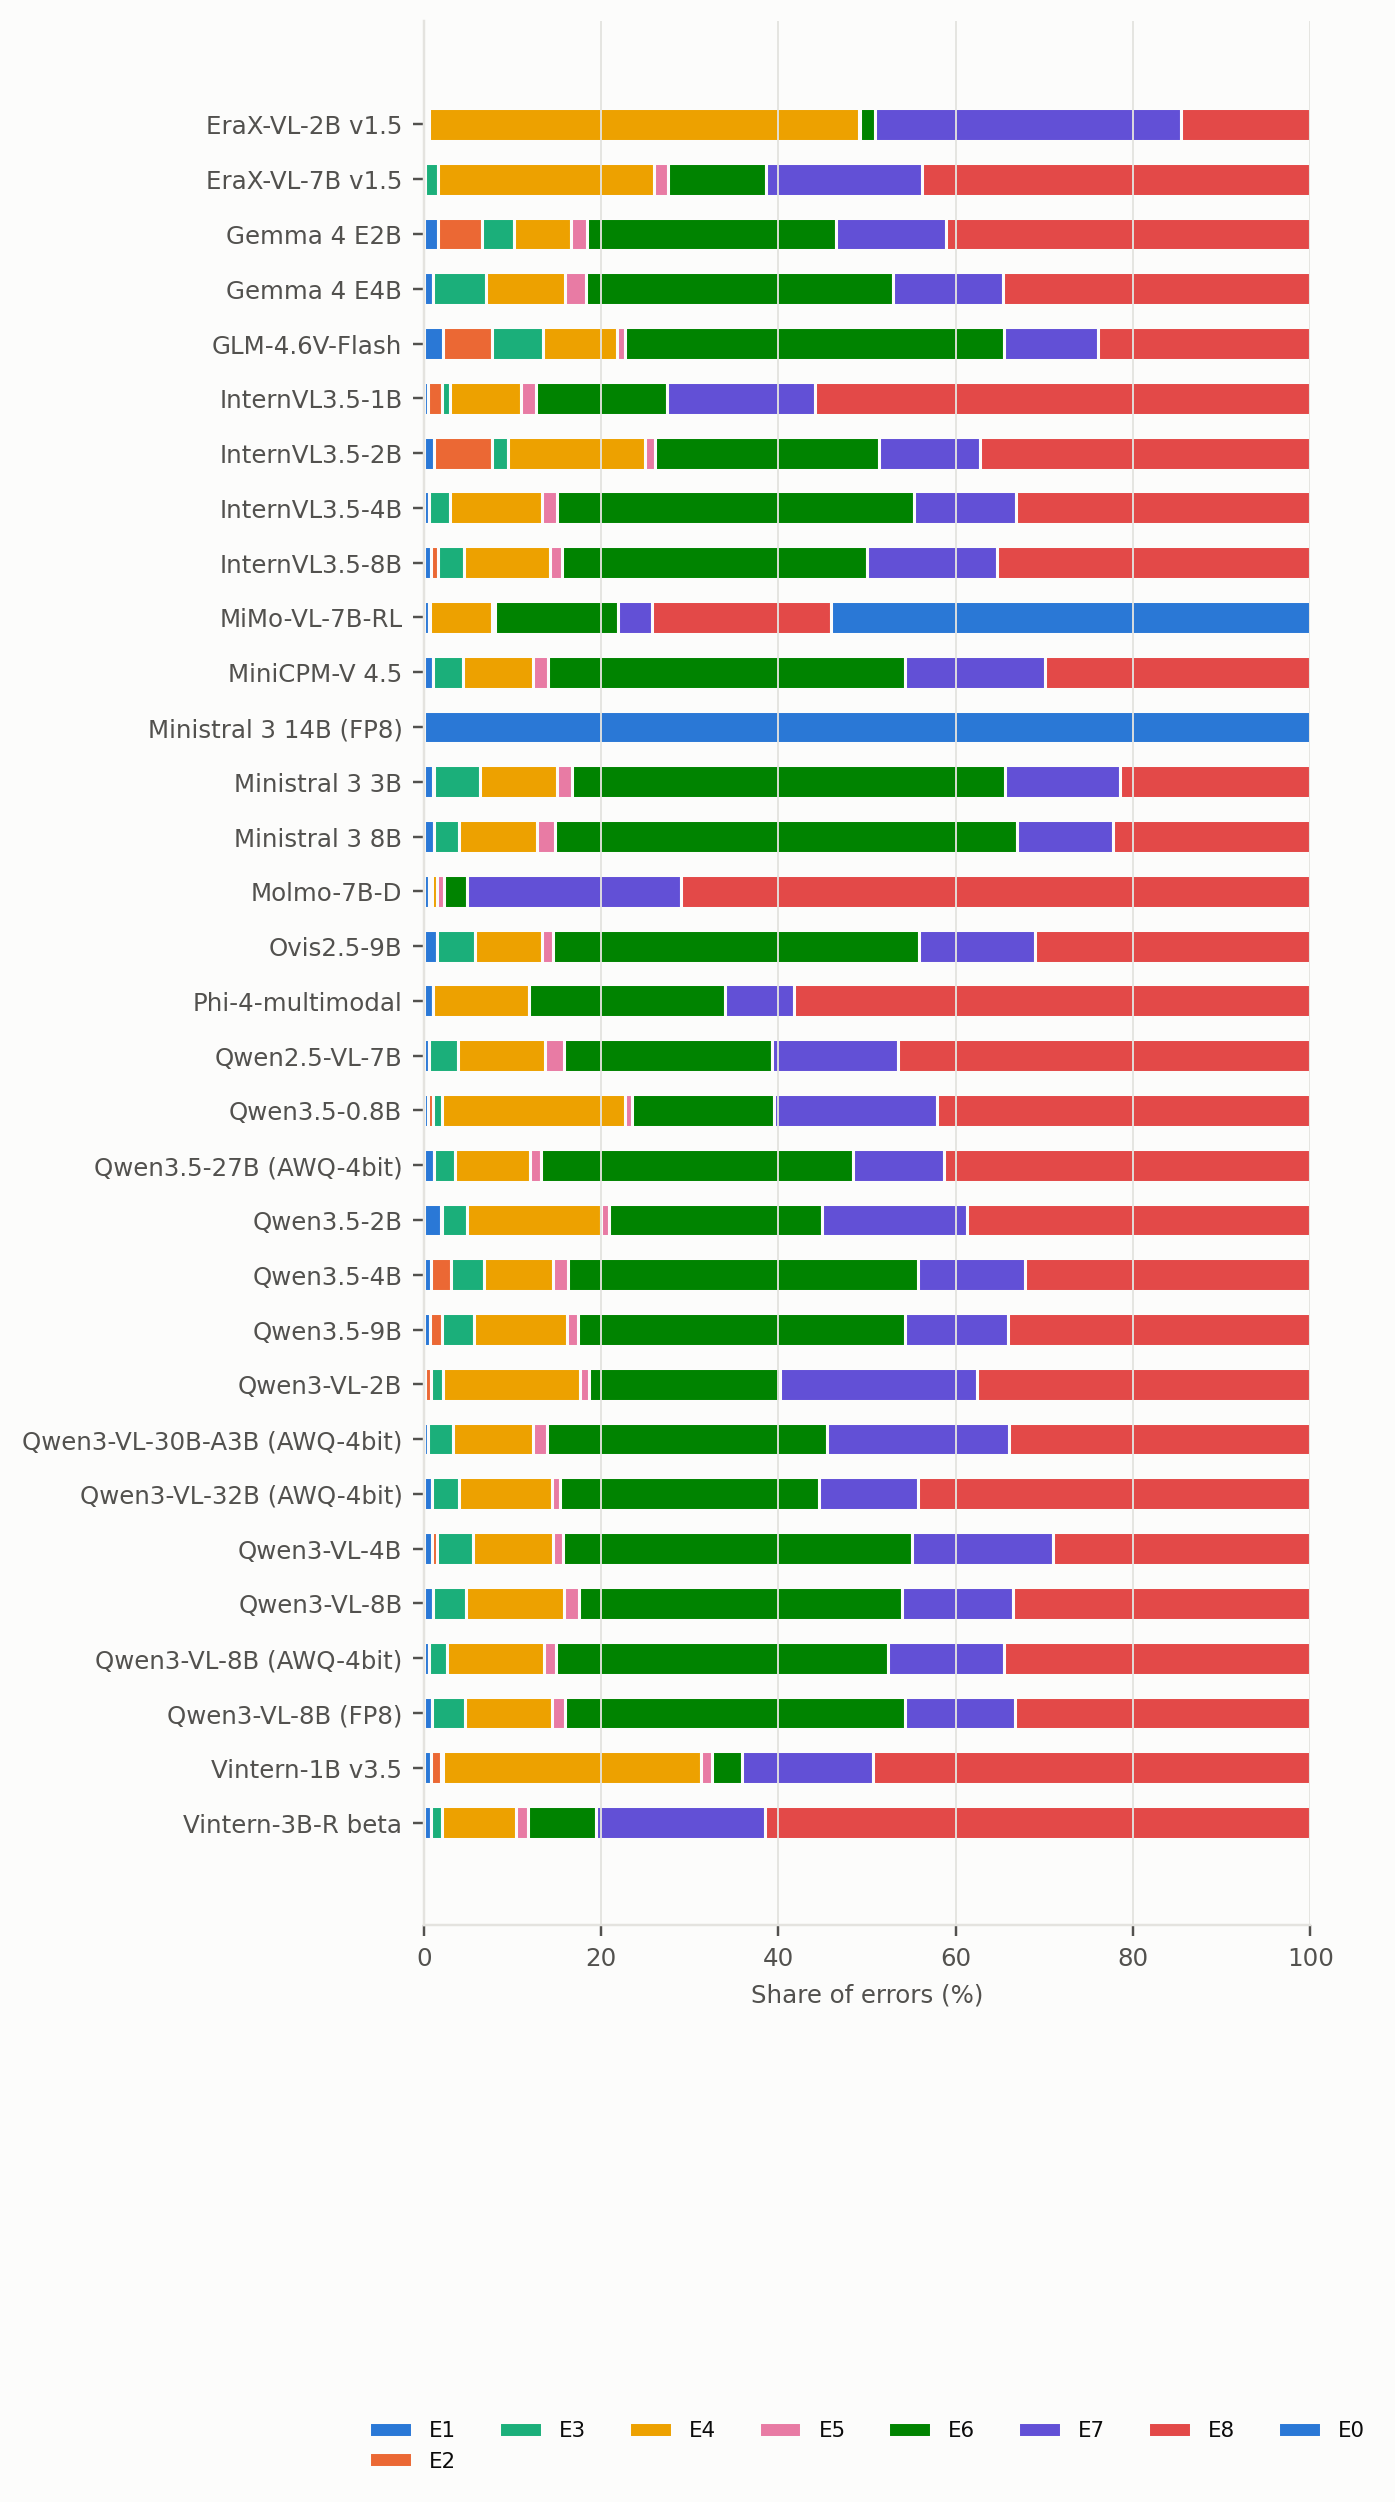 EraX-VL-2B v1.5
EraX-VL-7B v1.5
Gemma 4 E2B
Gemma 4 E4B
GLM-4.6V-Flash
InternVL3.5-1B
InternVL3.5-2B
InternVL3.5-4B
InternVL3.5-8B
MiMo-VL-7B-RL
MiniCPM-V 4.5
Ministral 3 14B (FP8)
Ministral 3 3B
Ministral 3 8B
Molmo-7B-D
Ovis2.5-9B
Phi-4-multimodal
Qwen2.5-VL-7B
Qwen3.5-0.8B
Qwen3.5-27B (AWQ-4bit)
Qwen3.5-2B
Qwen3.5-4B
Qwen3.5-9B
Qwen3-VL-2B
Qwen3-VL-30B-A3B (AWQ-4bit)
Qwen3-VL-32B (AWQ-4bit)
Qwen3-VL-4B
Qwen3-VL-8B
Qwen3-VL-8B (AWQ-4bit)
Qwen3-VL-8B (FP8)
Vintern-1B v3.5
Vintern-3B-R beta
0 20 40 60 80 100
Share of errors (%)
E1 E3 E4 E5 E6 E7 E8 E0
E2